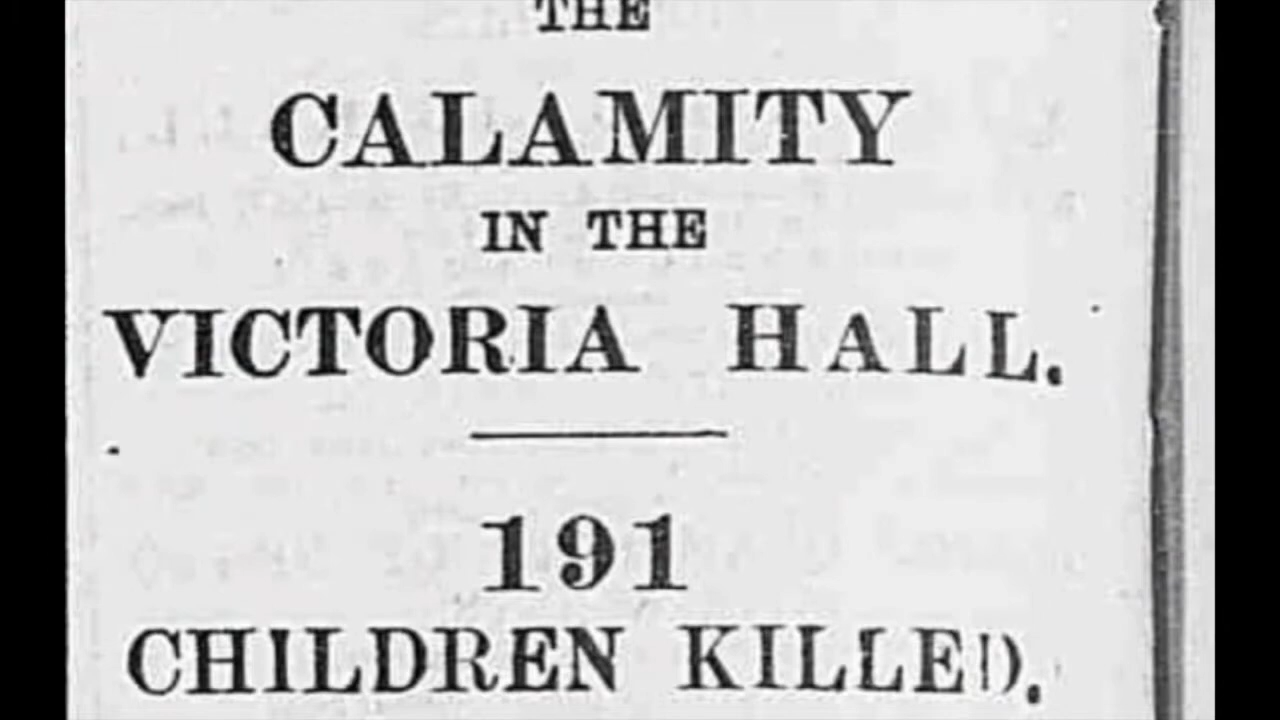 THE
CALAMITY
IN THE
VICTORIA HALL.
191
CHILDREN KILLED.